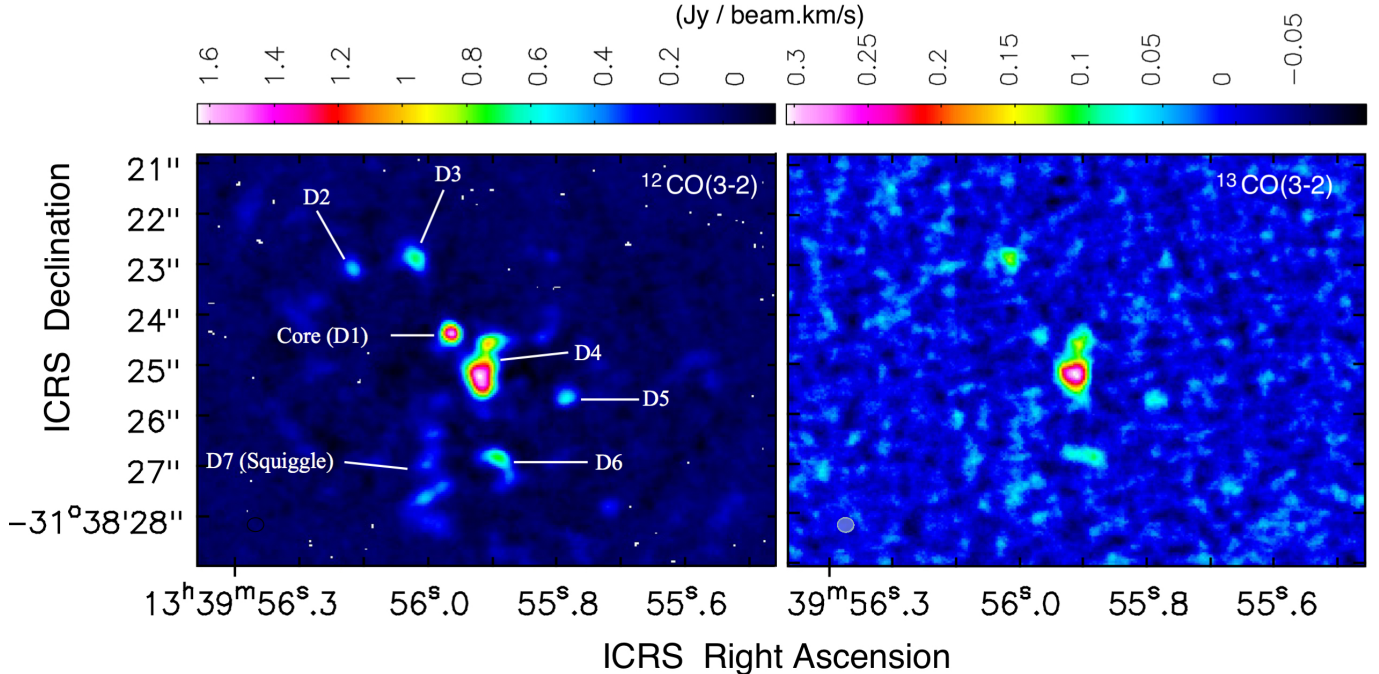 (Jy / beam.km/s)
1.6 1.4 1.2 1 0.8 0.6 0.4 0.2 0
0.3 0.25 0.2 0.15 0.1 0.05 0 −0.05
ICRS Declination
21"
22"
23"
24"
25"
26"
27"
−31°38'28"
¹²CO(3-2)
D2
D3
Core (D1)
D4
D5
D7 (Squiggle)
D6
¹³CO(3-2)
13ʰ39ᵐ56ˢ.3 56ˢ.0 55ˢ.8 55ˢ.6
39ᵐ56ˢ.3 56ˢ.0 55ˢ.8 55ˢ.6
ICRS Right Ascension